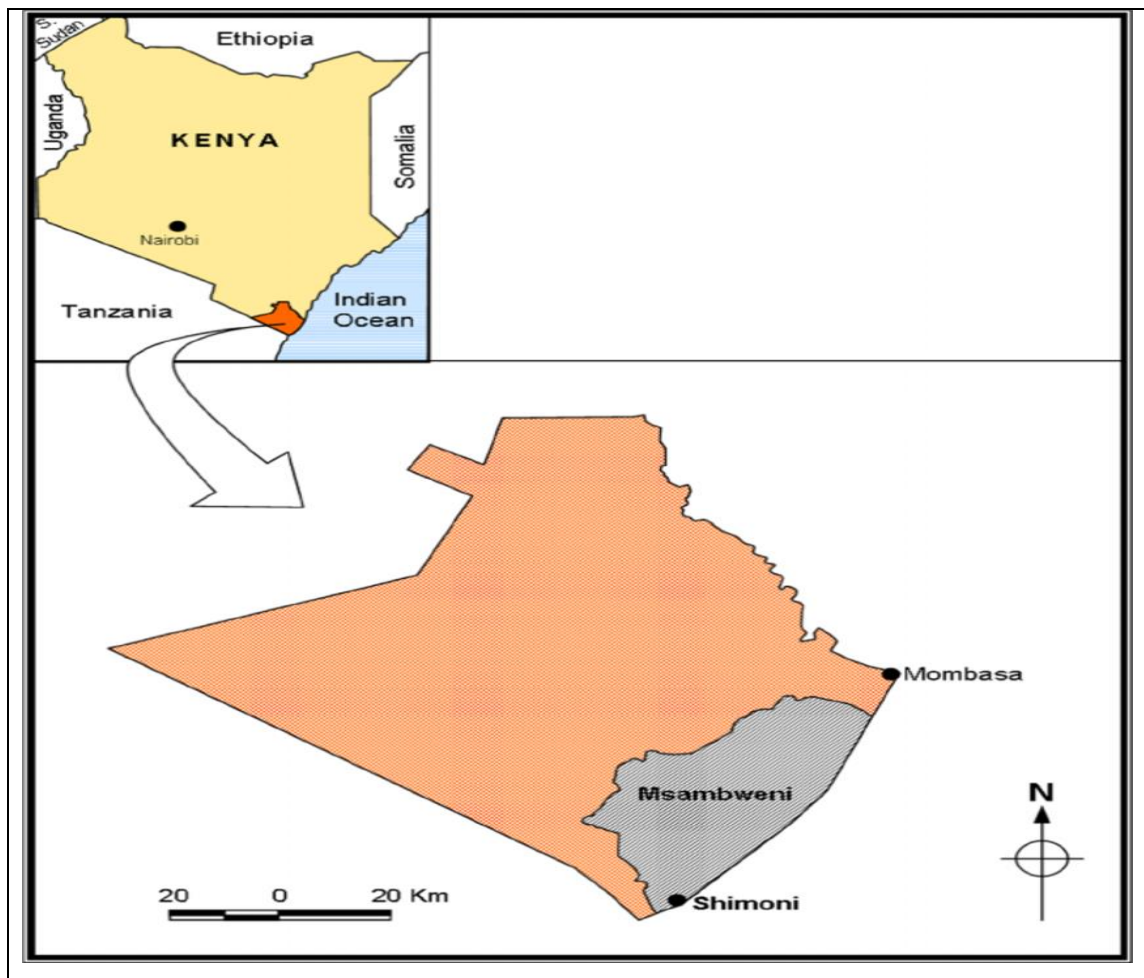 S.
Sudan
Ethiopia
Uganda
KENYA
Somalia
Nairobi
Tanzania
Indian
Ocean
Mombasa
Msambweni
N
20 0 20 Km
Shimoni